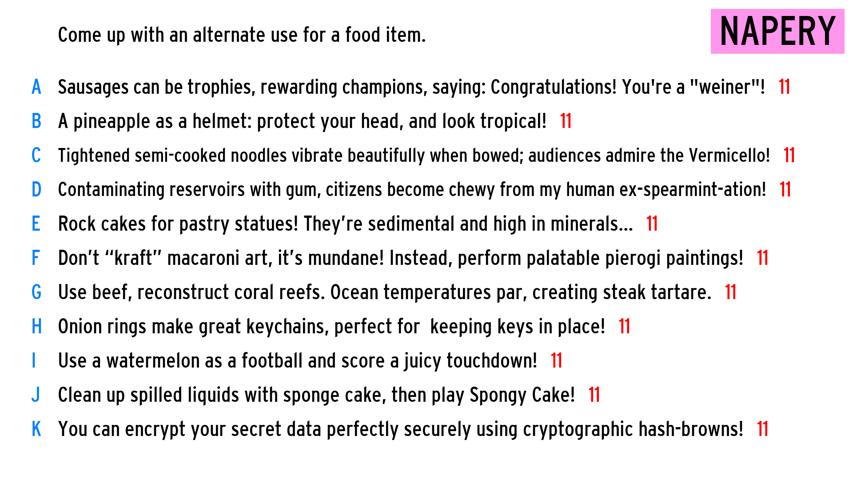 Come up with an alternate use for a food item.
NAPERY
A Sausages can be trophies, rewarding champions, saying: Congratulations! You're a "weiner"! 11
B A pineapple as a helmet: protect your head, and look tropical! 11
C Tightened semi-cooked noodles vibrate beautifully when bowed; audiences admire the Vermicello! 11
D Contaminating reservoirs with gum, citizens become chewy from my human ex-spearmint-ation! 11
E Rock cakes for pastry statues! They’re sedimental and high in minerals... 11
F Don’t “kraft” macaroni art, it’s mundane! Instead, perform palatable pierogi paintings! 11
G Use beef, reconstruct coral reefs. Ocean temperatures par, creating steak tartare. 11
H Onion rings make great keychains, perfect for  keeping keys in place! 11
I Use a watermelon as a football and score a juicy touchdown! 11
J Clean up spilled liquids with sponge cake, then play Spongy Cake! 11
K You can encrypt your secret data perfectly securely using cryptographic hash-browns! 11